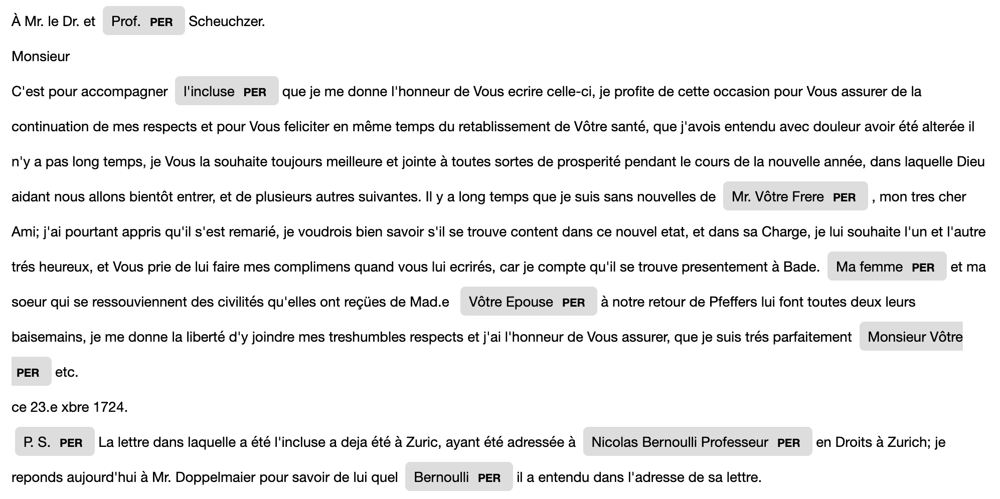 À Mr. le Dr. et Prof. PER Scheuchzer.
Monsieur
C'est pour accompagner l'incluse PER que je me donne l'honneur de Vous ecrire celle-ci, je profite de cette occasion pour Vous assurer de la
continuation de mes respects et pour Vous feliciter en même temps du retablissement de Vôtre santé, que j'avois entendu avec douleur avoir été alterée il
n'y a pas long temps, je Vous la souhaite toujours meilleure et jointe à toutes sortes de prosperité pendant le cours de la nouvelle année, dans laquelle Dieu
aidant nous allons bientôt entrer, et de plusieurs autres suivantes. Il y a long temps que je suis sans nouvelles de Mr. Vôtre Frere PER , mon tres cher
Ami; j'ai pourtant appris qu'il s'est remarié, je voudrois bien savoir s'il se trouve content dans ce nouvel etat, et dans sa Charge, je lui souhaite l'un et l'autre
trés heureux, et Vous prie de lui faire mes complimens quand vous lui ecrirés, car je compte qu'il se trouve presentement à Bade. Ma femme PER et ma
soeur qui se ressouviennent des civilités qu'elles ont reçües de Mad.e Vôtre Epouse PER à notre retour de Pfeffers lui font toutes deux leurs
baisemains, je me donne la liberté d'y joindre mes treshumbles respects et j'ai l'honneur de Vous assurer, que je suis trés parfaitement Monsieur Vôtre
PER etc.
ce 23.e xbre 1724.
P. S. PER La lettre dans laquelle a été l'incluse a deja été à Zuric, ayant été adressée à Nicolas Bernoulli Professeur PER en Droits à Zurich; je
reponds aujourd'hui à Mr. Doppelmaier pour savoir de lui quel Bernoulli PER il a entendu dans l'adresse de sa lettre.